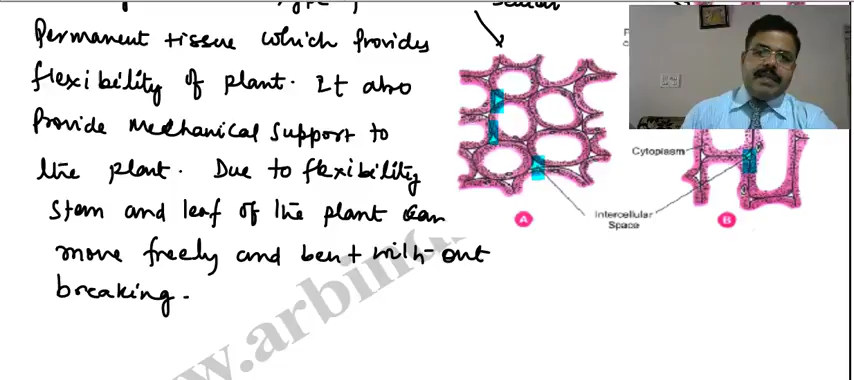 Permanent tissue which Provides
flexibility of plant. It also
Provide Mechanical Support to
the plant. Due to flexibility
Stem and leaf of the plant can
move freely and bent with-out
breaking.
Cytoplasm
Intercellular
Space
A
B
w.arbind